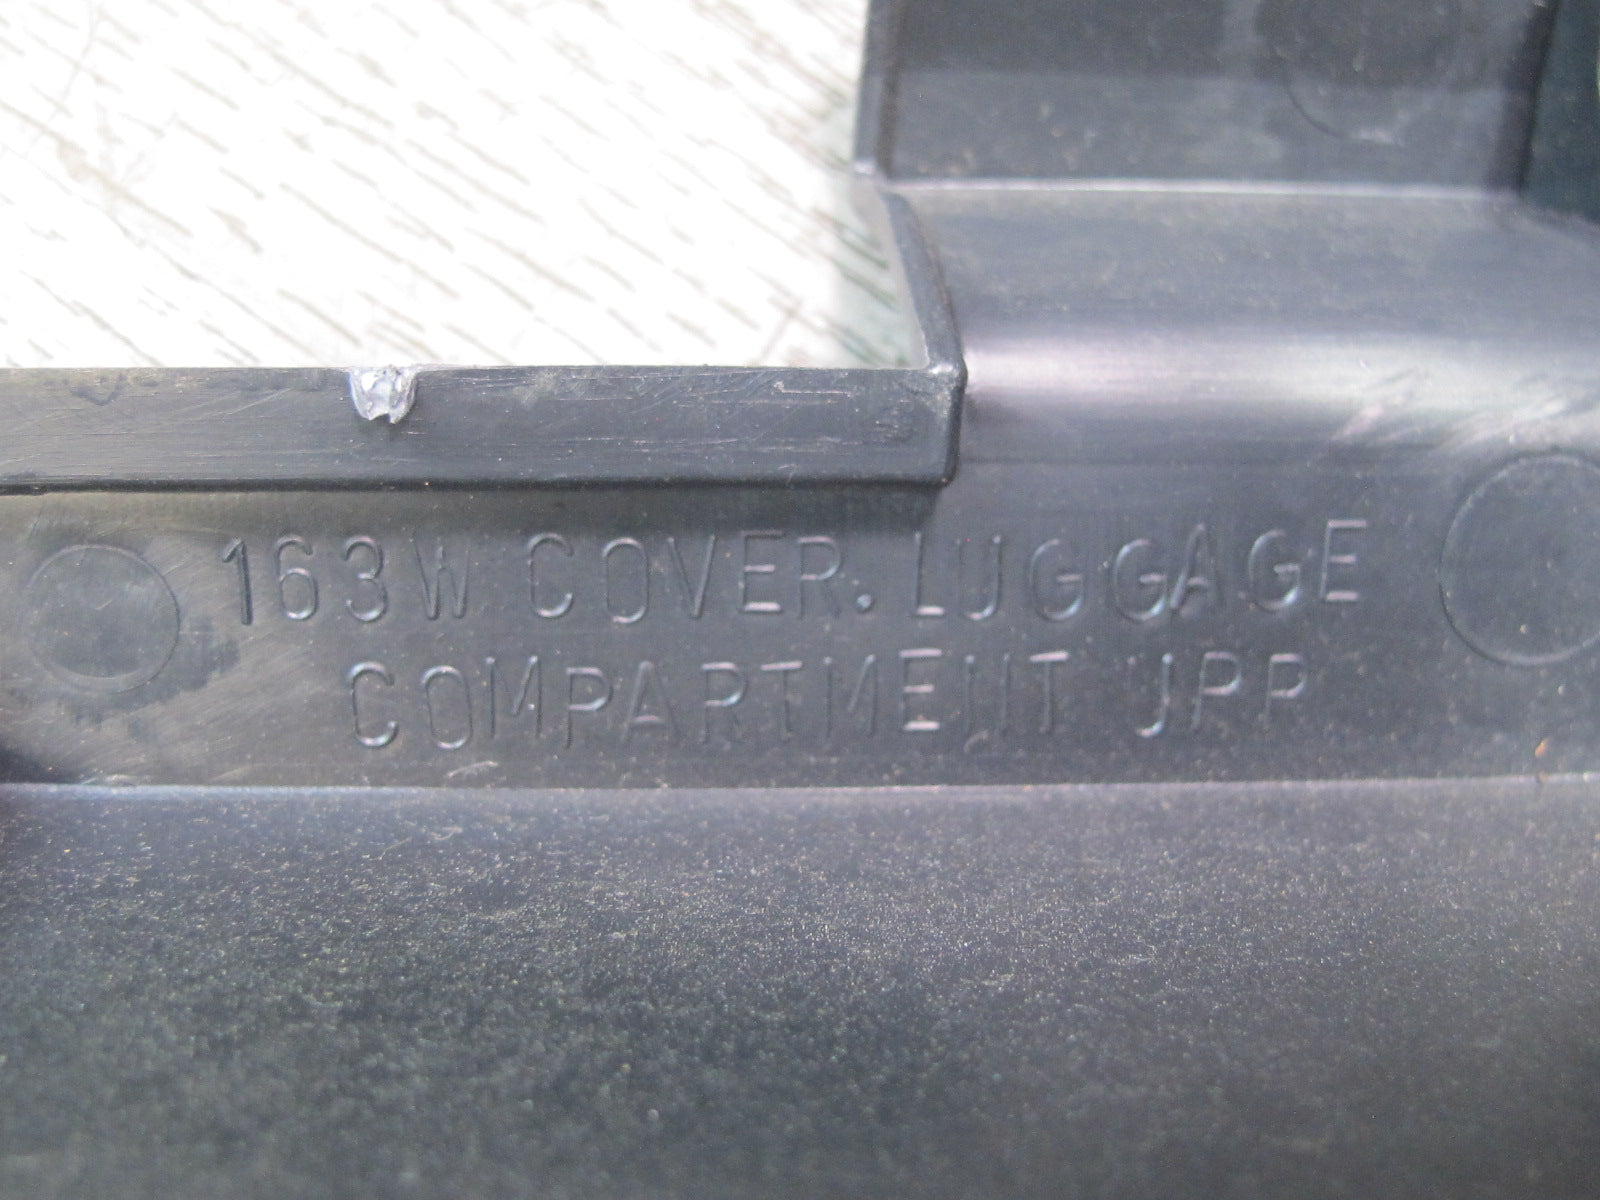 163W COVER. LUGGAGE
COMPARTMENT UPP